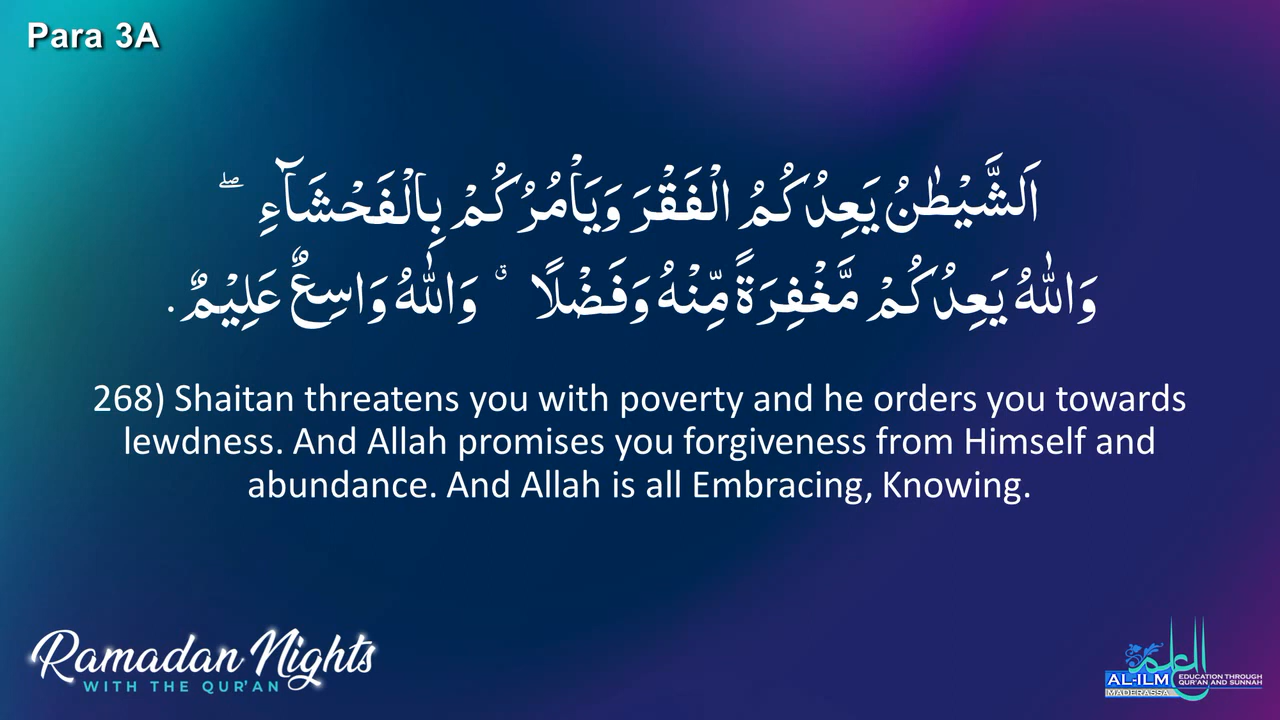 Para 3A
اَلشَّيْطٰنُ يَعِدُكُمُ الْفَقْرَ وَيَاْمُرُكُمْ بِالْفَحْشَآءِ ۖ
وَاللّٰهُ يَعِدُكُمْ مَّغْفِرَةً مِّنْهُ وَفَضْلًا ۗ وَاللّٰهُ وَاسِعٌ عَلِيْمٌ.
268) Shaitan threatens you with poverty and he orders you towards
lewdness. And Allah promises you forgiveness from Himself and
abundance. And Allah is all Embracing, Knowing.
Ramadan Nights
WITH THE QUR'AN
العلم
AL-ILM
MADERASSA
EDUCATION THROUGH
QUR'AN AND SUNNAH